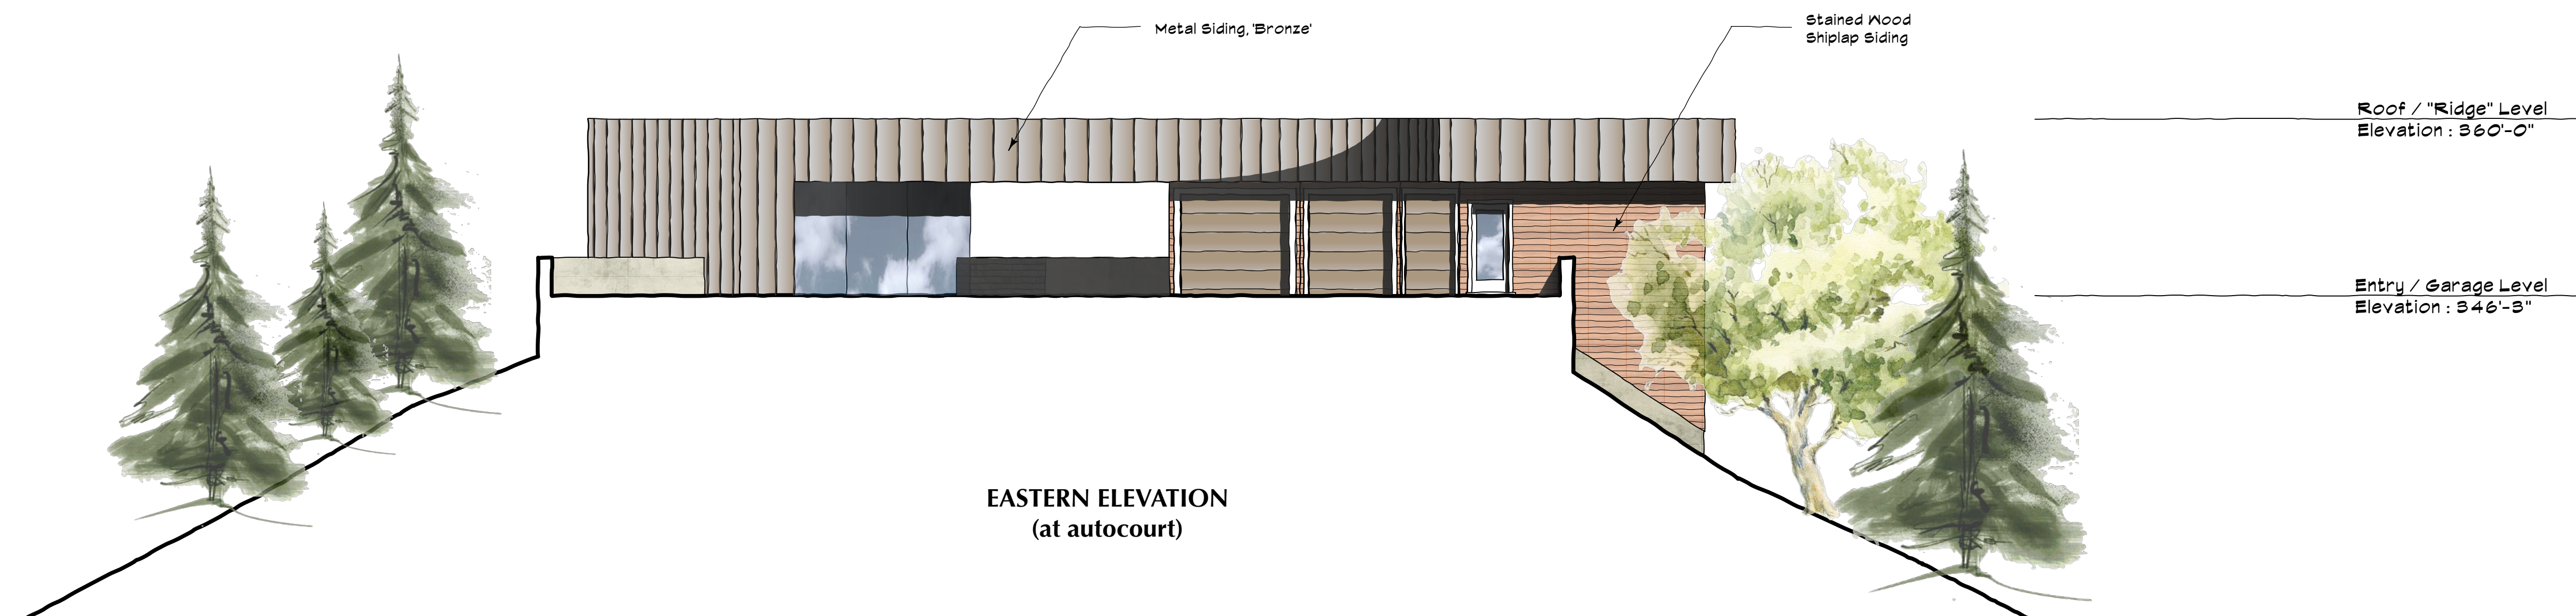 Metal Siding, 'Bronze'
Stained Wood
Shiplap Siding
Roof / "Ridge" Level
Elevation : 360'-0"
Entry / Garage Level
Elevation : 346'-3"
EASTERN ELEVATION
(at autocourt)